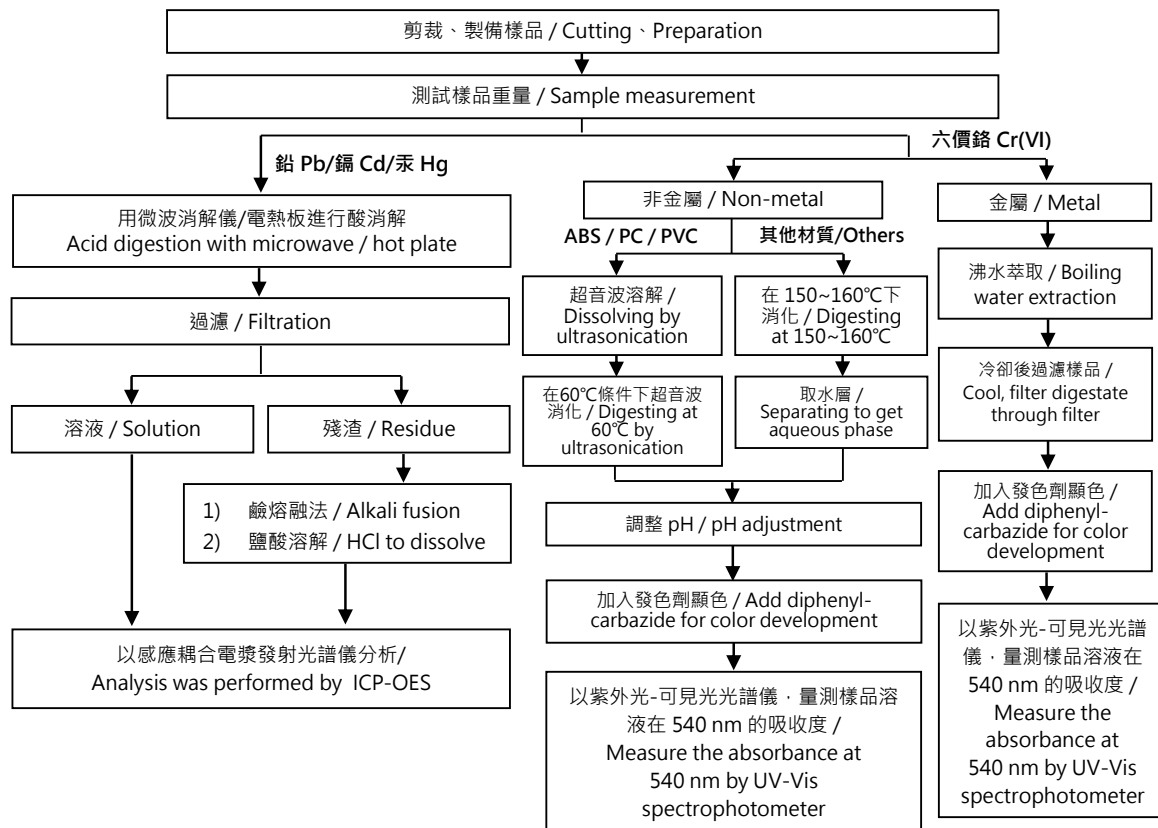 剪裁、製備樣品 / Cutting、Preparation
測試樣品重量 / Sample measurement
鉛 Pb/鎘 Cd/汞 Hg
六價鉻 Cr(VI)
用微波消解儀/電熱板進行酸消解
Acid digestion with microwave / hot plate
過濾 / Filtration
溶液 / Solution
殘渣 / Residue
1) 鹼熔融法 / Alkali fusion
2) 鹽酸溶解 / HCl to dissolve
以感應耦合電漿發射光譜儀分析/
Analysis was performed by ICP-OES
非金屬 / Non-metal
ABS / PC / PVC
其他材質/Others
超音波溶解 /
Dissolving by
ultrasonication
在 150~160℃下
消化 / Digesting
at 150~160℃
在60℃條件下超音波
消化 / Digesting at
60℃ by
ultrasonication
取水層 /
Separating to get
aqueous phase
調整 pH / pH adjustment
加入發色劑顯色 / Add diphenyl-
carbazide for color development
以紫外光-可見光光譜儀，量測樣品溶
液在 540 nm 的吸收度 /
Measure the absorbance at
540 nm by UV-Vis
spectrophotometer
金屬 / Metal
沸水萃取 / Boiling
water extraction
冷卻後過濾樣品 /
Cool, filter digestate
through filter
加入發色劑顯色 /
Add diphenyl-
carbazide for color
development
以紫外光-可見光光譜
儀，量測樣品溶液在
540 nm 的吸收度 /
Measure the
absorbance at
540 nm by UV-Vis
spectrophotometer